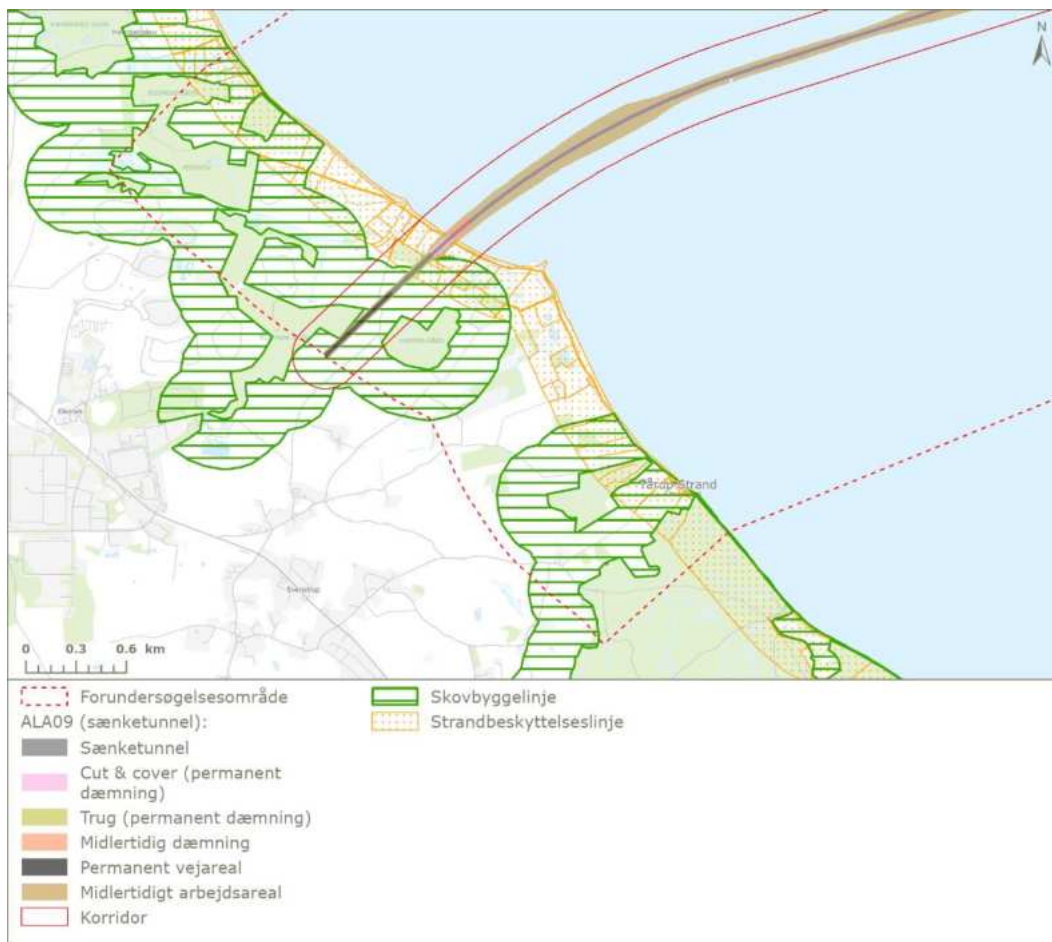 N
Tårup Strand
0 0.3 0.6 km
Forundersøgelsesområde
ALA09 (sænketunnel):
Sænketunnel
Cut & cover (permanent
dæmning)
Trug (permanent dæmning)
Midlertidig dæmning
Permanent vejareal
Midlertidigt arbejdsareal
Korridor
Skovbyggelinje
Strandbeskyttelseslinje